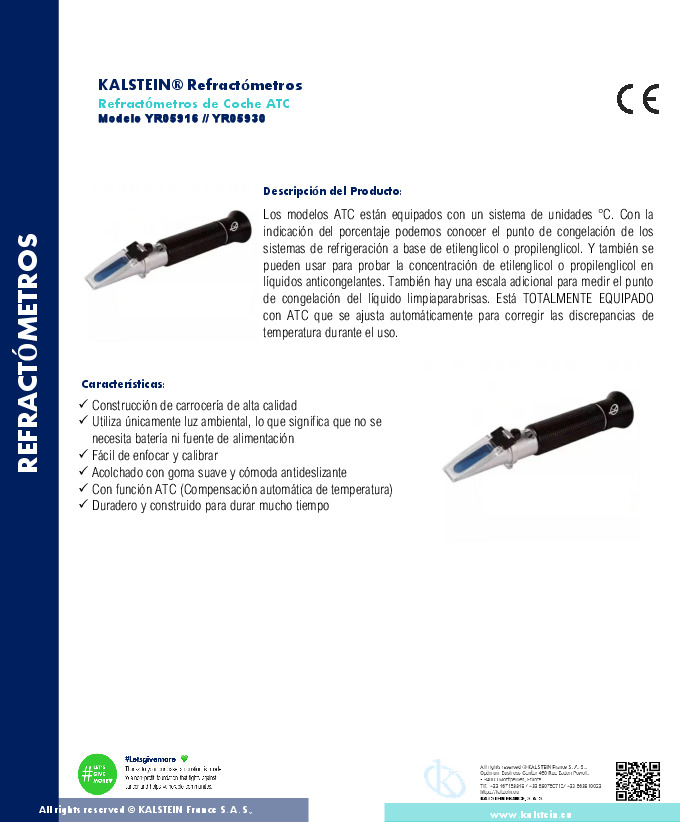 KALSTEIN® Refractómetros
Refractómetros de Coche ATC
Modelo YR05916 // YR05930
CE
REFRACTÓMETROS
Descripción del Producto:
Los modelos ATC están equipados con un sistema de unidades °C. Con la
indicación del porcentaje podemos conocer el punto de congelación de los
sistemas de refrigeración a base de etilenglicol o propilenglicol. Y también se
pueden usar para probar la concentración de etilenglicol o propilenglicol en
líquidos anticongelantes. También hay una escala adicional para medir el punto
de congelación del líquido limpiaparabrisas. Está TOTALMENTE EQUIPADO
con ATC que se ajusta automáticamente para corregir las discrepancias de
temperatura durante el uso.
Características:
✓ Construcción de carrocería de alta calidad
✓ Utiliza únicamente luz ambiental, lo que significa que no se
necesita batería ni fuente de alimentación
✓ Fácil de enfocar y calibrar
✓ Acolchado con goma suave y cómoda antideslizante
✓ Con función ATC (Compensación automática de temperatura)
✓ Duradero y construido para durar mucho tiempo
# LET'S
GIVE
MORE
#Letsgivemore
All rights reserved © KALSTEIN France S. A. S.,
KALSTEIN FRANCE, S. A. S
All rights reserved © KALSTEIN France S. A. S.,
www.kalstein.eu